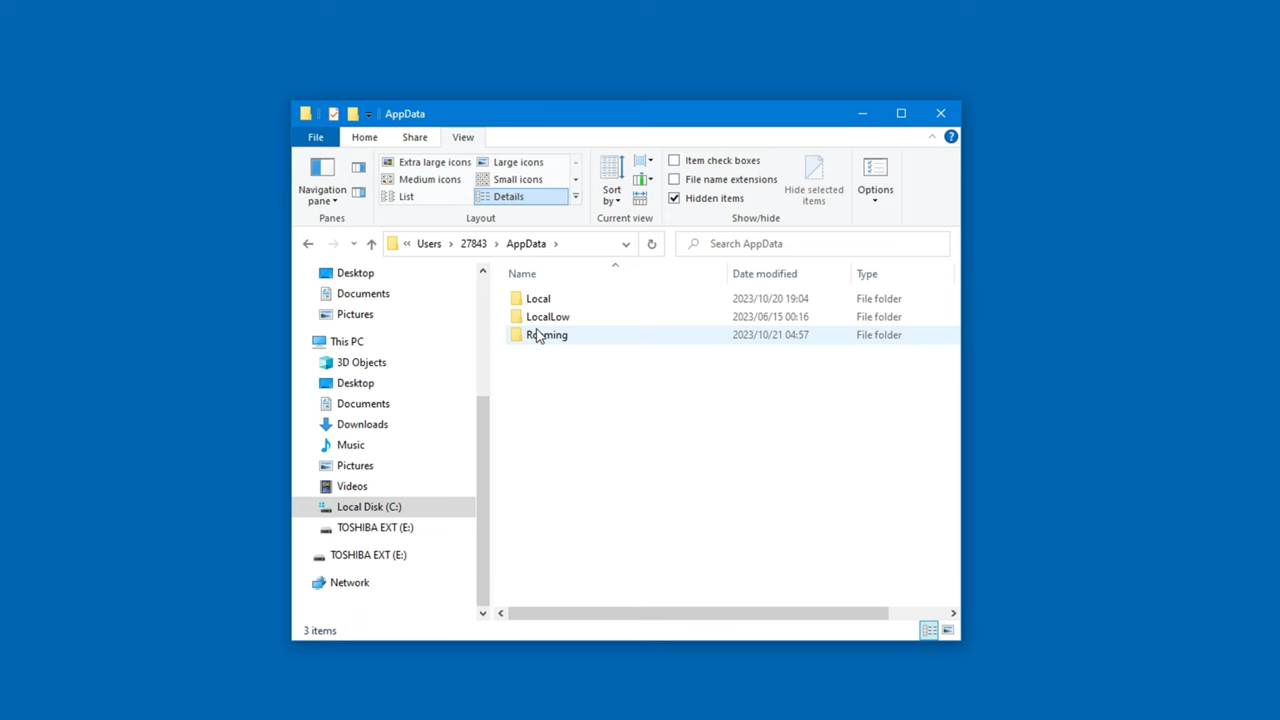 AppData
File Home Share View
Extra large icons Large icons
Medium icons Small icons
List Details
Navigation pane
Sort by
Item check boxes
File name extensions
Hidden items
Hide selected items
Options
Panes Layout Current view Show/hide
« Users › 27843 › AppData ›
Search AppData
Name Date modified Type
Local 2023/10/20 19:04 File folder
LocalLow 2023/06/15 00:16 File folder
Roaming 2023/10/21 04:57 File folder
Desktop
Documents
Pictures
This PC
3D Objects
Desktop
Documents
Downloads
Music
Pictures
Videos
Local Disk (C:)
TOSHIBA EXT (E:)
TOSHIBA EXT (E:)
Network
3 items